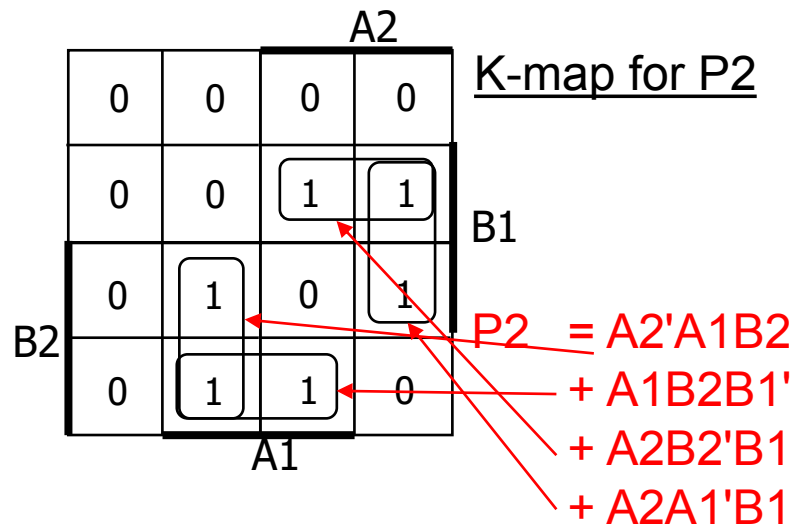 A2
K-map for P2
0 0 0 0
0 0 1 1
B1
0 1 0 1
B2
P2 = A2'A1B2
0 1 1 0
+ A1B2B1'
A1
+ A2B2'B1
+ A2A1'B1